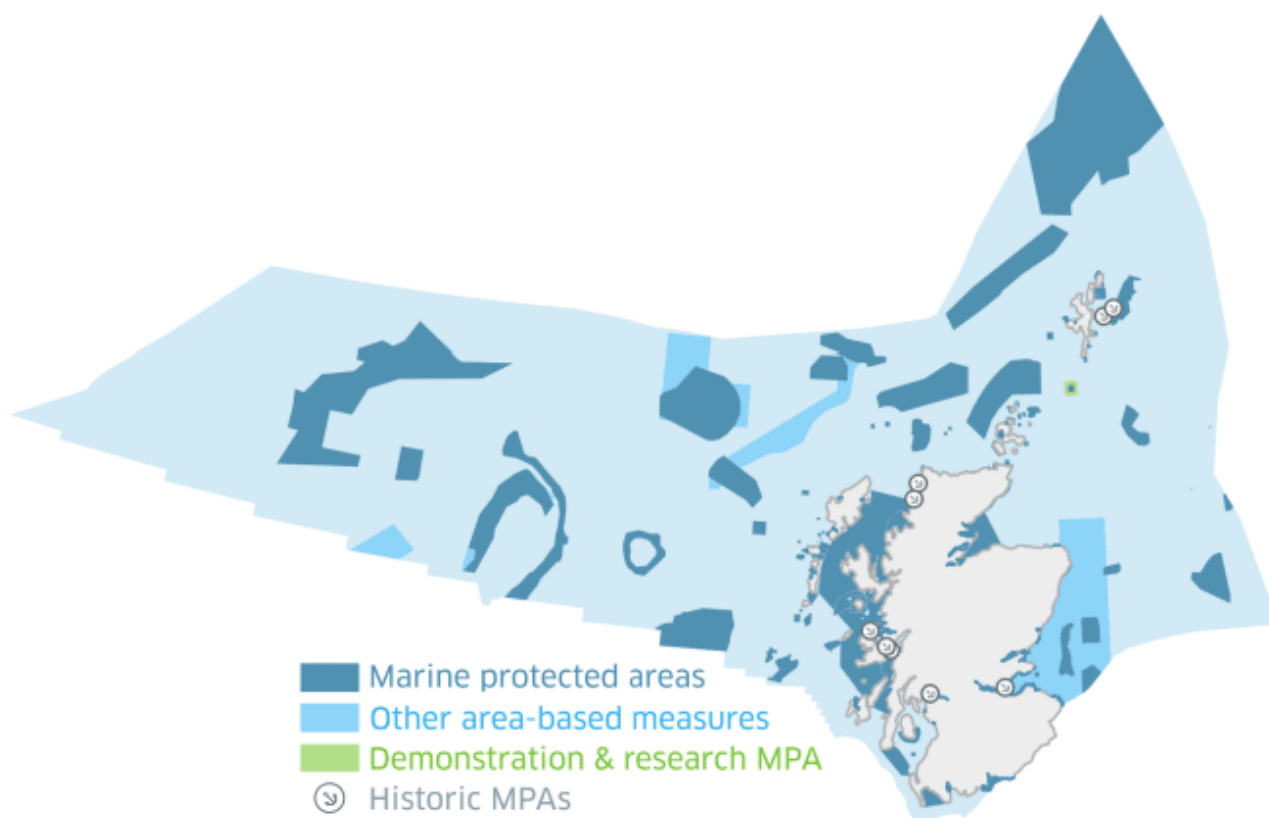 Marine protected areas
Other area-based measures
Demonstration & research MPA
Historic MPAs